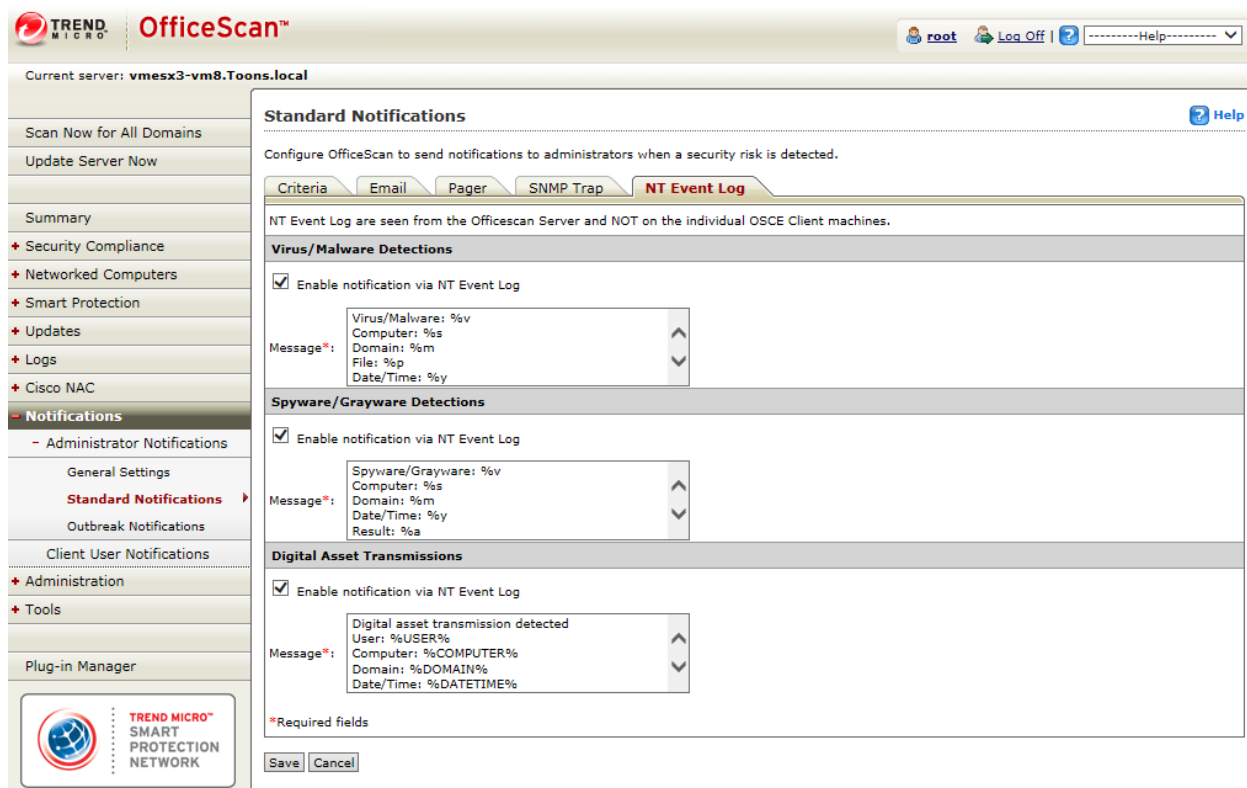 TREND MICRO OfficeScan™
root Log Off | ? ---------Help---------
Current server: vmesx3-vm8.Toons.local
Scan Now for All Domains
Update Server Now
Summary
+ Security Compliance
+ Networked Computers
+ Smart Protection
+ Updates
+ Logs
+ Cisco NAC
- Notifications
- Administrator Notifications
General Settings
Standard Notifications
Outbreak Notifications
Client User Notifications
+ Administration
+ Tools
Plug-in Manager
TREND MICRO™
SMART
PROTECTION
NETWORK
Standard Notifications
? Help
Configure OfficeScan to send notifications to administrators when a security risk is detected.
Criteria Email Pager SNMP Trap NT Event Log
NT Event Log are seen from the Officescan Server and NOT on the individual OSCE Client machines.
Virus/Malware Detections
Enable notification via NT Event Log
Message*:
Virus/Malware: %v
Computer: %s
Domain: %m
File: %p
Date/Time: %y
Spyware/Grayware Detections
Enable notification via NT Event Log
Message*:
Spyware/Grayware: %v
Computer: %s
Domain: %m
Date/Time: %y
Result: %a
Digital Asset Transmissions
Enable notification via NT Event Log
Message*:
Digital asset transmission detected
User: %USER%
Computer: %COMPUTER%
Domain: %DOMAIN%
Date/Time: %DATETIME%
*Required fields
Save Cancel